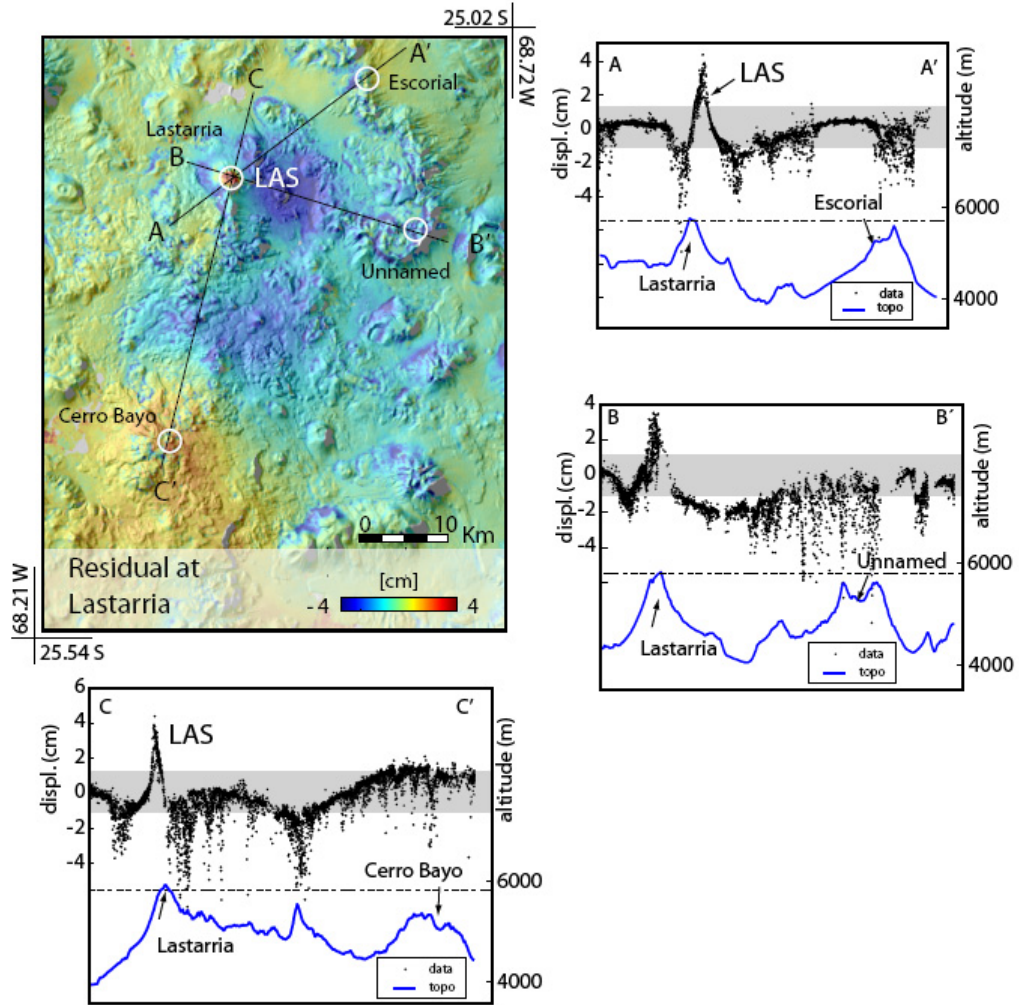 25.02 S
68.72 W
A'
Escorial
C
Lastarria
B
LAS
A
B'
Unnamed
Cerro Bayo
C'
0 10 Km
Residual at
Lastarria
[cm]
-4 4
68.21 W
25.54 S
A A'
4
2
0
-2
-4
displ. (cm)
LAS
altitude (m)
Escorial
6000
Lastarria
data
topo
4000
B B'
4
2
0
-2
-4
displ. (cm)
altitude (m)
6000
Unnamed
Lastarria
data
topo
4000
6
C C'
4
2
0
-2
-4
displ. (cm)
LAS
altitude (m)
Cerro Bayo
6000
Lastarria
data
topo
4000